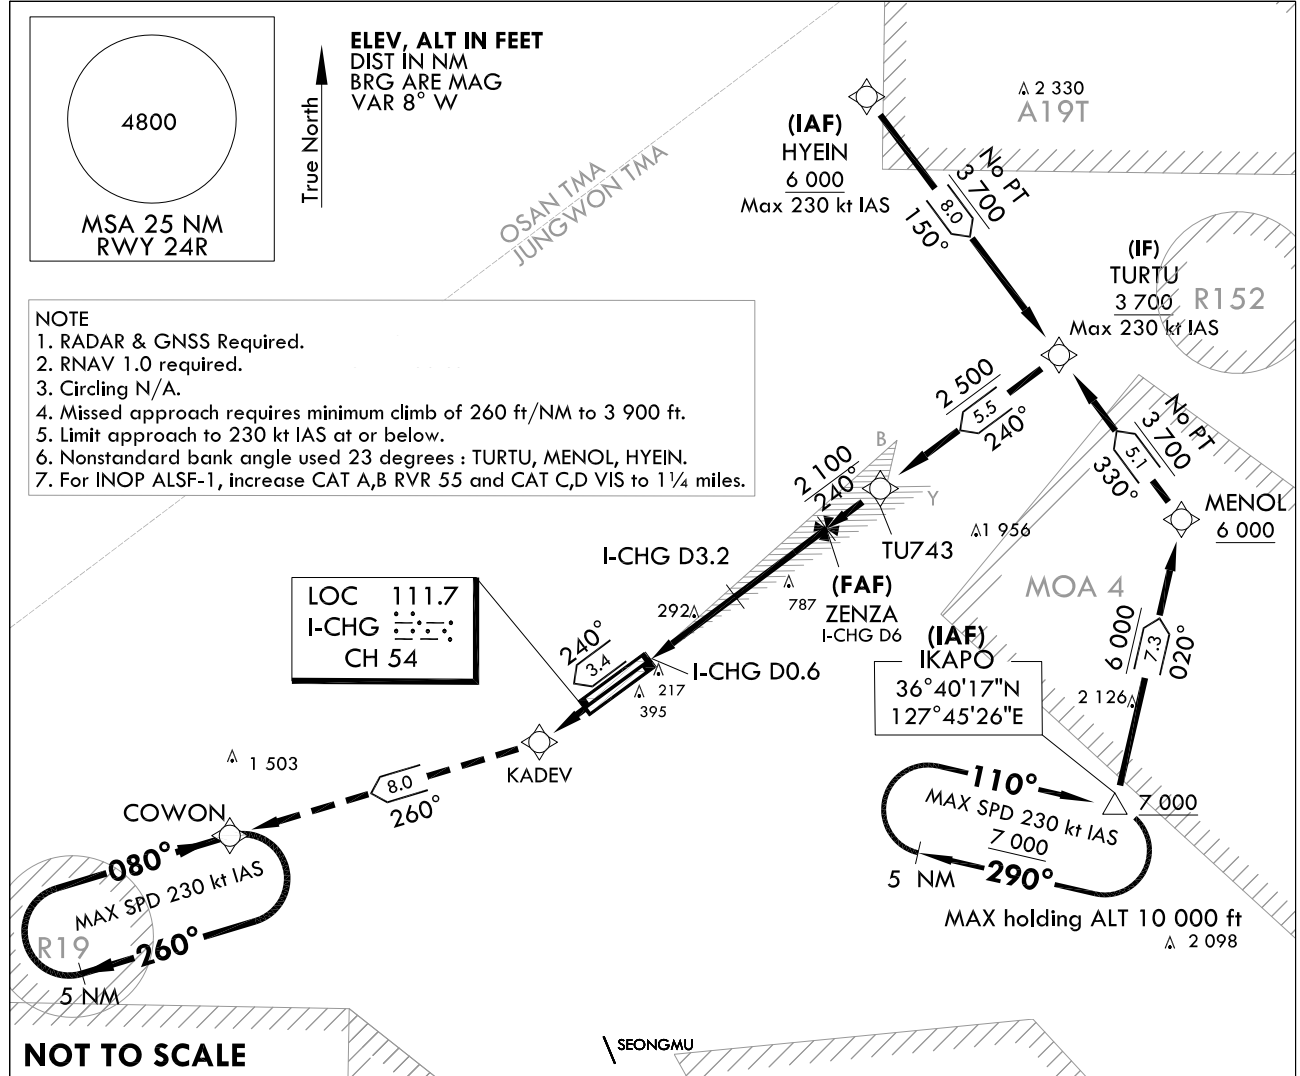 4800
MSA 25 NM
RWY 24R
True North
ELEV, ALT IN FEET
DIST IN NM
BRG ARE MAG
VAR 8° W
OSAN TMA
JUNGWON TMA
2 330
A19T
(IAF)
HYEIN
6 000
Max 230 kt IAS
No PT
3 700
8.0
150°
(IF)
TURTU
3 700
Max 230 kt IAS
R152
NOTE
1. RADAR & GNSS Required.
2. RNAV 1.0 required.
3. Circling N/A.
4. Missed approach requires minimum climb of 260 ft/NM to 3 900 ft.
5. Limit approach to 230 kt IAS at or below.
6. Nonstandard bank angle used 23 degrees : TURTU, MENOL, HYEIN.
7. For INOP ALSF-1, increase CAT A,B RVR 55 and CAT C,D VIS to 1¼ miles.
2 500
5.5
240°
No PT
3 700
5.1
330°
MENOL
6 000
B
Y
2 100
240°
TU743
1 956
I-CHG D3.2
(FAF)
ZENZA
I-CHG D6
787
292
MOA 4
LOC 111.7
I-CHG
CH 54
240°
3.4
I-CHG D0.6
217
395
(IAF)
IKAPO
36°40'17"N
127°45'26"E
6 000
7.3
020°
2 126
1 503
KADEV
8.0
260°
COWON
080°
MAX SPD 230 kt IAS
260°
R19
5 NM
110°
MAX SPD 230 kt IAS
7 000
290°
5 NM
7 000
MAX holding ALT 10 000 ft
2 098
NOT TO SCALE
SEONGMU